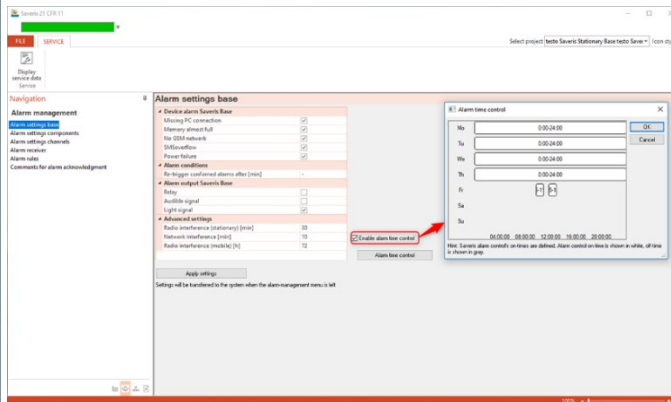 Saveris 21 CFR 11
FILE SERVICE
Select project: testo Saveris Stationary Base testo Save Icon sty
Display service data
Service
Navigation
Alarm management
Alarm settings base
Alarm settings components
Alarm settings channels
Alarm receiver
Alarm rules
Comments for alarm acknowledgment
Alarm settings base
Device alarm Saveris Base
Missing PC connection
Memory almost full
No GSM network
SMSoverflow
Power failure
Alarm conditions
Re-trigger confirmed alarms after [min] -
Alarm output Saveris Base
Relay
Audible signal
Light signal
Advanced settings
Radio interference (stationary) [min] 30
Network interference [min] 10
Radio interference (mobile) [h] 12
Enable alarm time control
Alarm time control
Apply settings
Settings will be transferred to the system when the alarm-management menu is left
Alarm time control
Mo 0:00-24:00 OK
Tu 0:00-24:00 Cancel
We 0:00-24:00
Th 0:00-24:00
Fr
Sa
Su
04:00:00 08:00:00 12:00:00 16:00:00 20:00:00
Hint: Saveris alarm control's on-times are defined. Alarm control on-time is shown in white, off-time
is shown in gray.